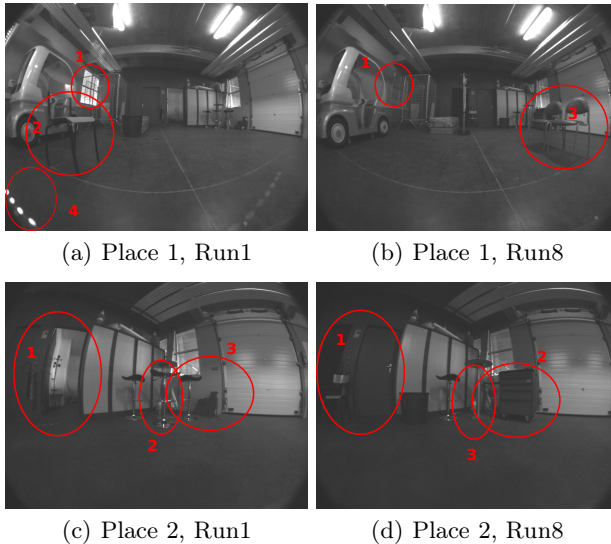 1
2
4
1
3
(a) Place 1, Run1
(b) Place 1, Run8
1
3
2
1
2
3
(c) Place 2, Run1
(d) Place 2, Run8